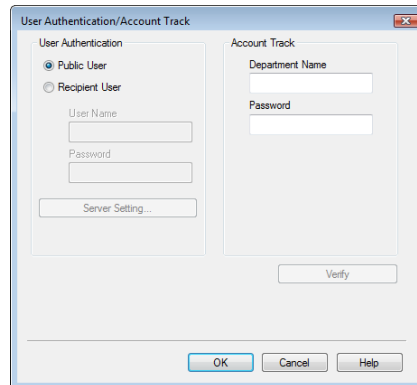 User Authentication/Account Track
User Authentication
Public User
Recipient User
User Name
Password
Server Setting...
Account Track
Department Name
Password
Verify
OK
Cancel
Help